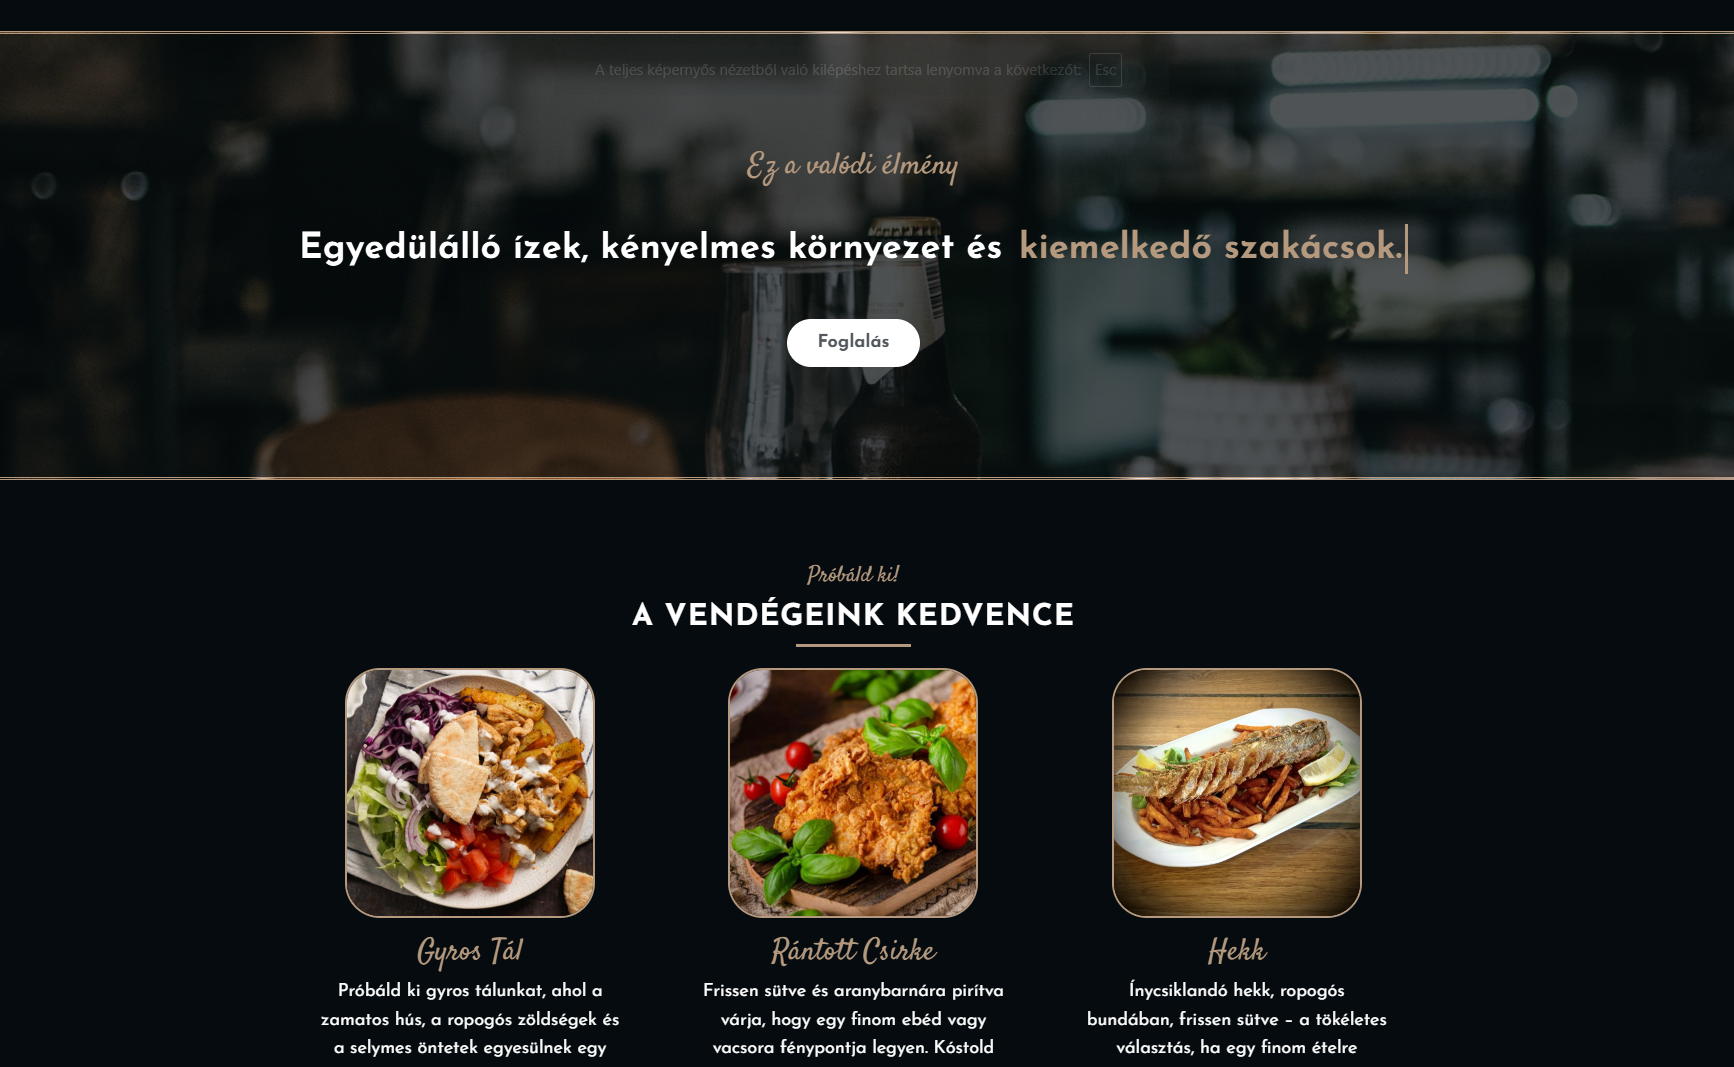 A teljes képernyős nézetből való kilépéshez tartsa lenyomva a következőt: Esc
Ez a valódi élmény
Egyedülálló ízek, kényelmes környezet és kiemelkedő szakácsok.
Foglalás
Próbáld ki!
A VENDÉGEINK KEDVENCE
Gyros Tál
Próbáld ki gyros tálunkat, ahol a
zamatos hús, a ropogós zöldségek és
a selymes öntetek egyesülnek egy
Rántott Csirke
Frissen sütve és aranybarnára pirítva
várja, hogy egy finom ebéd vagy
vacsora fénypontja legyen. Kóstold
Hekk
Ínycsiklandó hekk, ropogós
bundában, frissen sütve – a tökéletes
választás, ha egy finom ételre